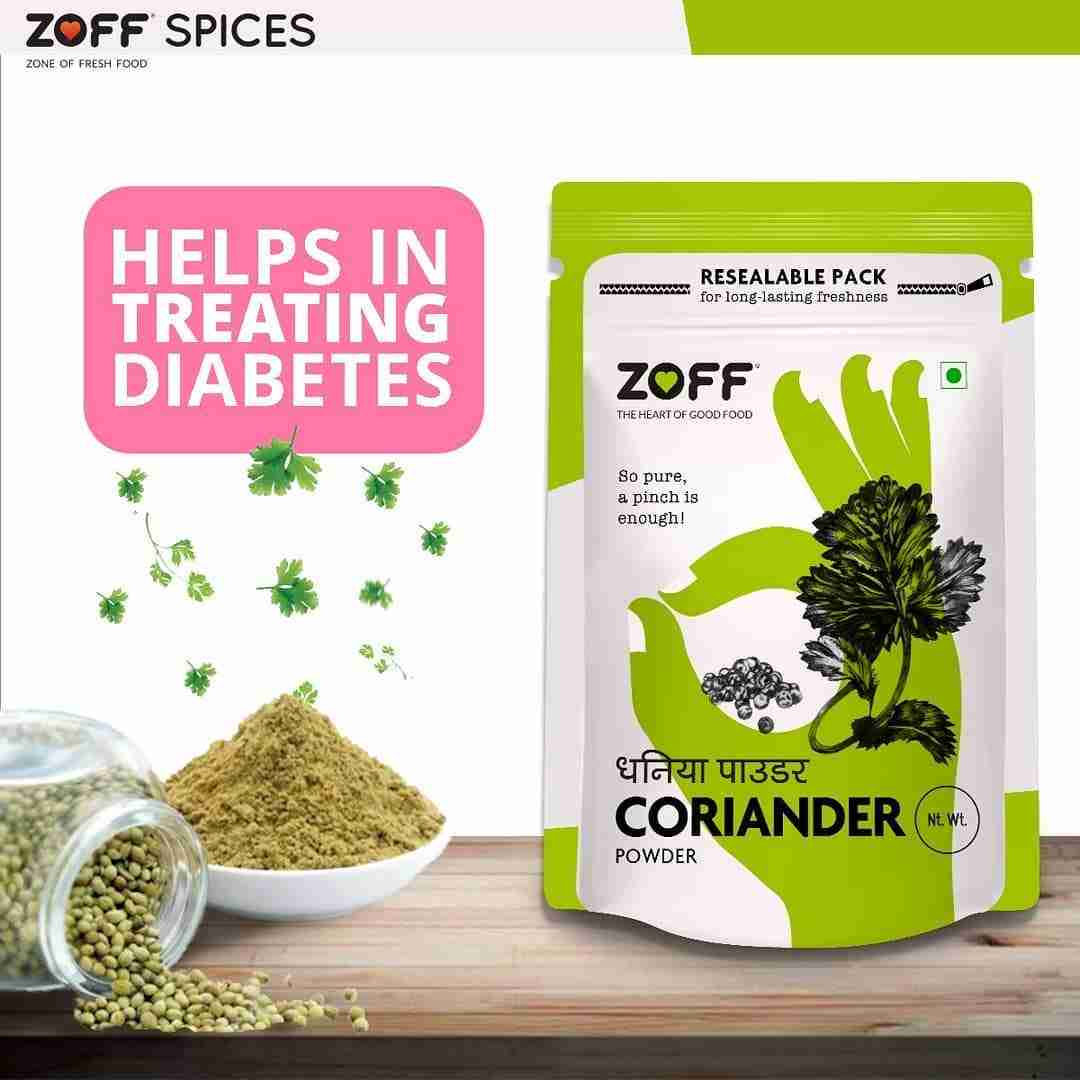 ZOFF SPICES
ZONE OF FRESH FOOD
HELPS IN
TREATING
DIABETES
RESEALABLE PACK
for long-lasting freshness
ZOFF
THE HEART OF GOOD FOOD
So pure,
a pinch is
enough!
धनिया पाउडर
CORIANDER
Nt. Wt.
POWDER